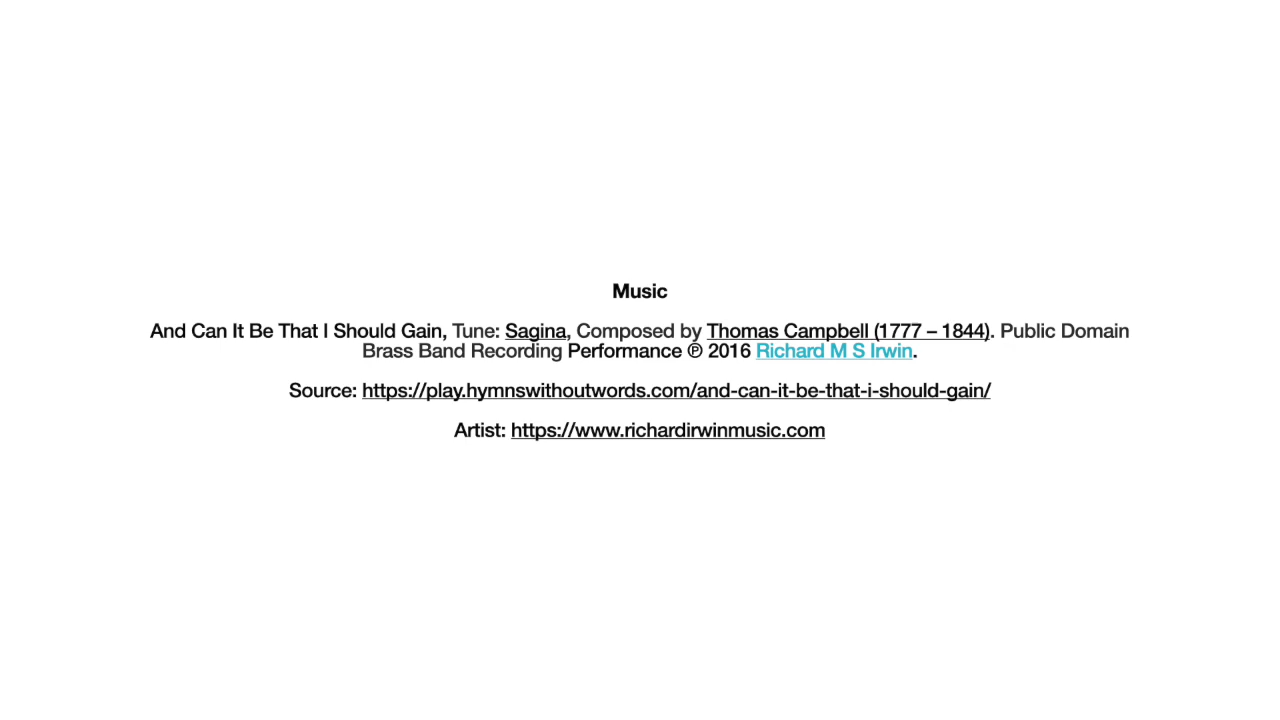 Music
And Can It Be That I Should Gain, Tune: Sagina, Composed by Thomas Campbell (1777 – 1844). Public Domain
Brass Band Recording Performance ℗ 2016 Richard M S Irwin.
Source: https://play.hymnswithoutwords.com/and-can-it-be-that-i-should-gain/
Artist: https://www.richardirwinmusic.com